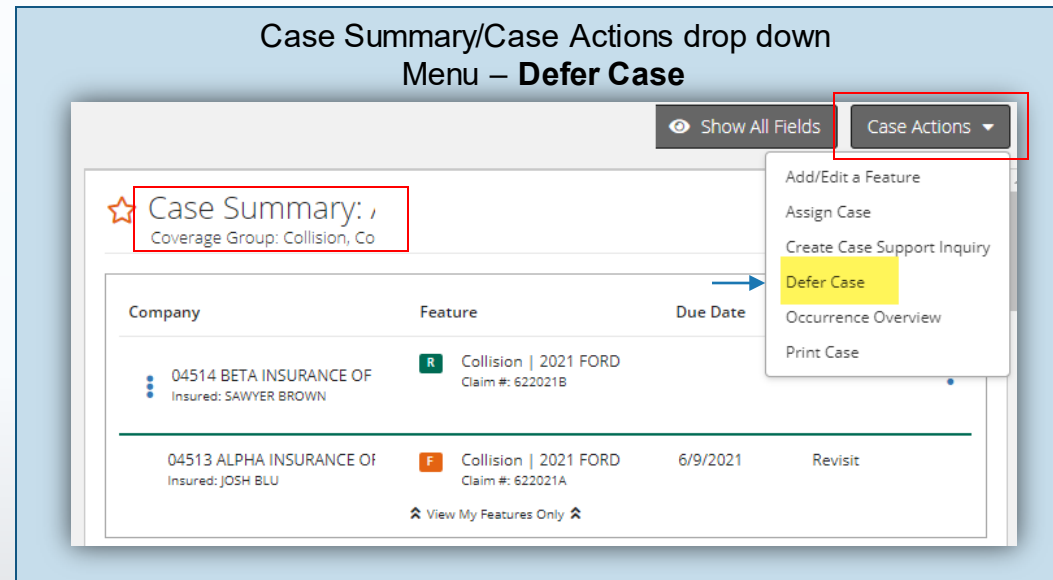 Case Summary/Case Actions drop down
Menu – Defer Case
Show All Fields
Case Actions
Case Summary:
Coverage Group: Collision, Co
Add/Edit a Feature
Assign Case
Create Case Support Inquiry
Defer Case
Occurrence Overview
Print Case
Company Feature Due Date
04514 BETA INSURANCE OF
Insured: SAWYER BROWN
R Collision | 2021 FORD
Claim #: 622021B
04513 ALPHA INSURANCE OF
Insured: JOSH BLU
F Collision | 2021 FORD
Claim #: 622021A
6/9/2021 Revisit
View My Features Only